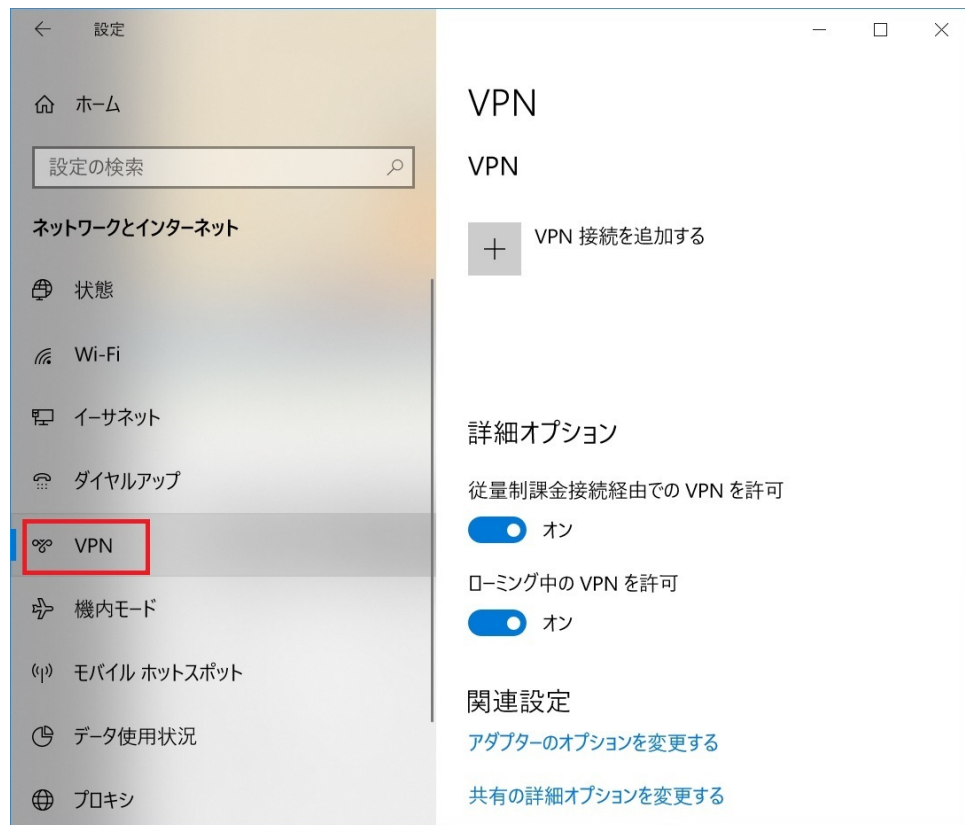 設定
ホーム
設定の検索
ネットワークとインターネット
状態
Wi-Fi
イーサネット
ダイヤルアップ
VPN
機内モード
モバイル ホットスポット
データ使用状況
プロキシ
VPN
VPN
VPN 接続を追加する
詳細オプション
従量制課金接続経由での VPN を許可
オン
ローミング中の VPN を許可
オン
関連設定
アダプターのオプションを変更する
共有の詳細オプションを変更する